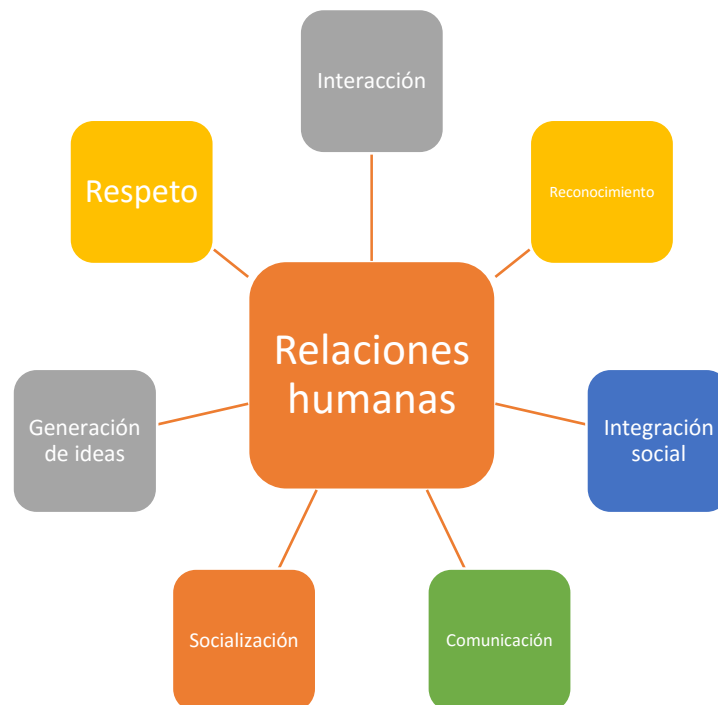 Interacción
Respeto
Reconocimiento
Relaciones
humanas
Generación
de ideas
Integración
social
Socialización
Comunicación